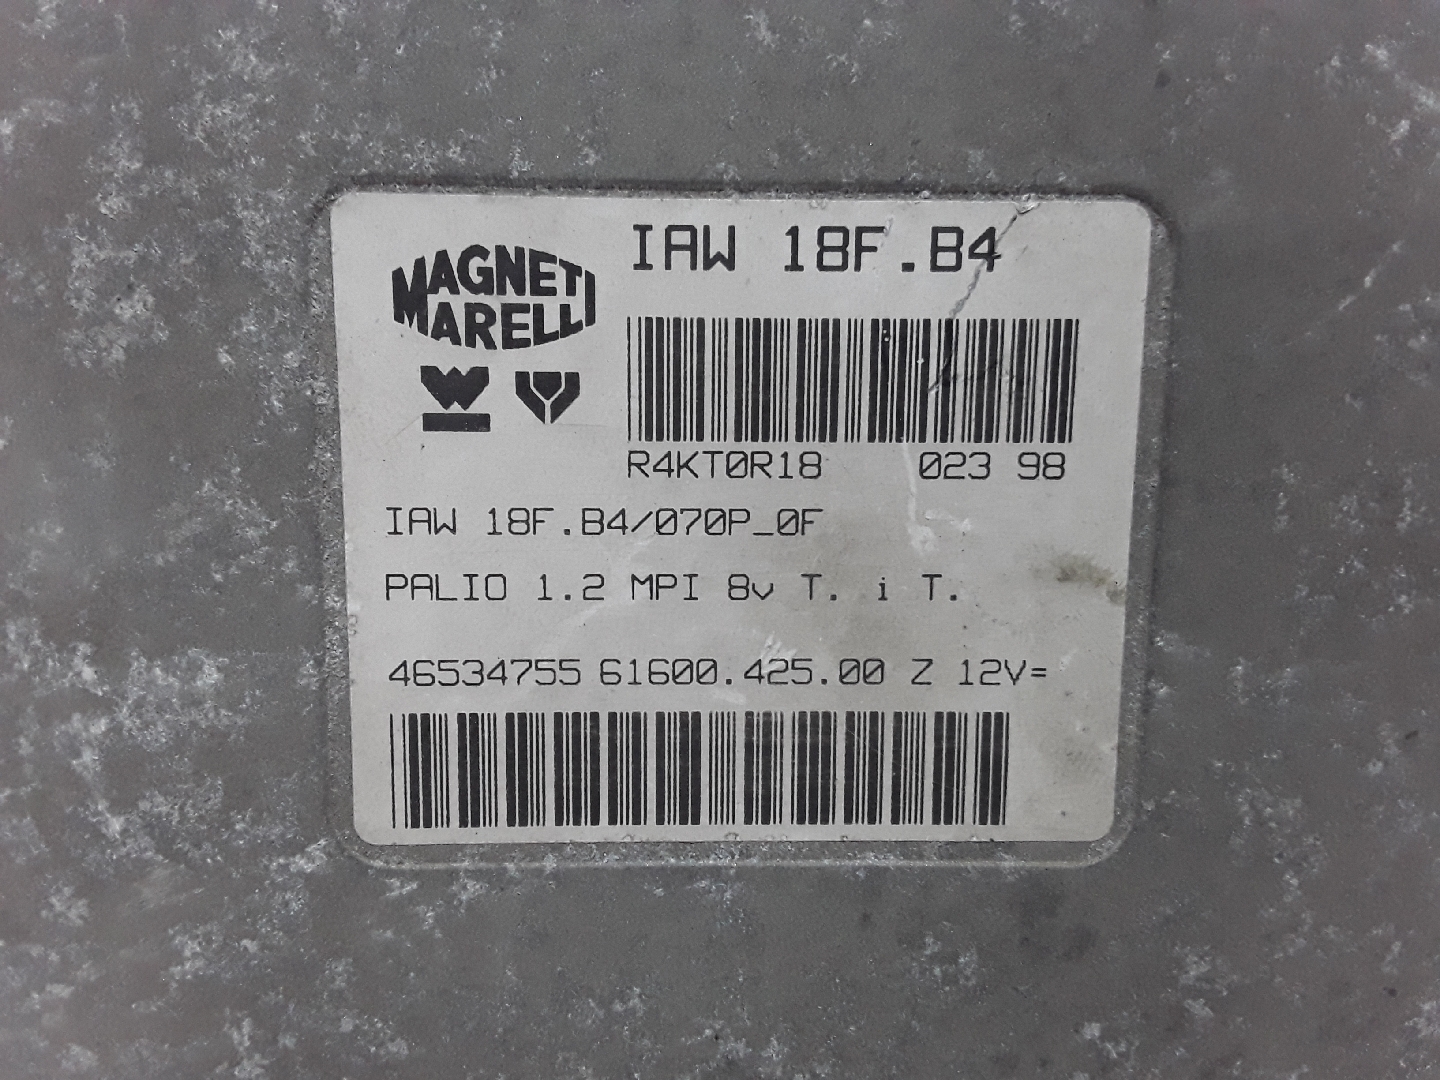 MAGNETI
MARELLI
IAW 18F.B4
R4KT0R18 023 98
IAW 18F.B4/070P_0F
PALIO 1.2 MPI 8v T. i T.
46534755 61600.425.00 Z 12V=